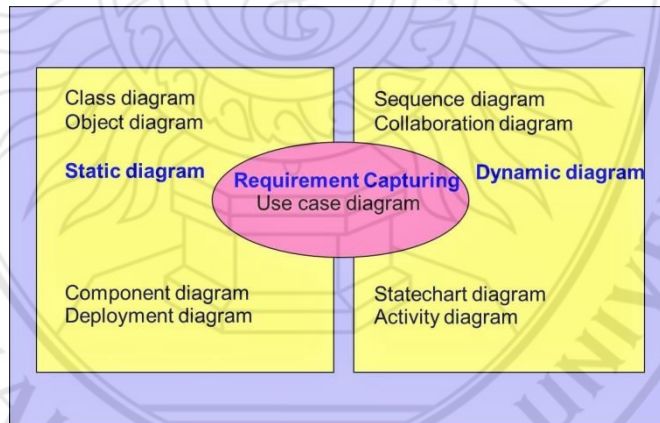 Class diagram
Object diagram
Static diagram
Component diagram
Deployment diagram
Requirement Capturing
Use case diagram
Sequence diagram
Collaboration diagram
Dynamic diagram
Statechart diagram
Activity diagram